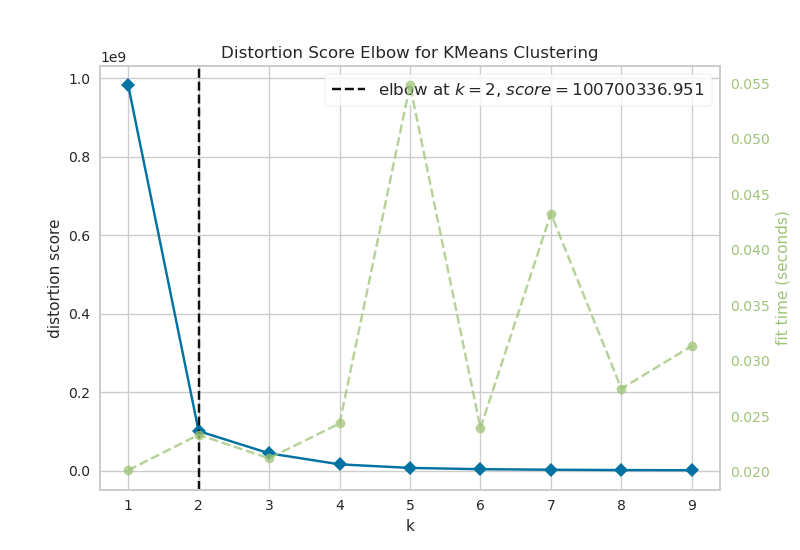 Distortion Score Elbow for KMeans Clustering
1e9
elbow at k = 2, score = 100700336.951
1.0
0.8
0.6
0.4
0.2
0.0
distortion score
0.055
0.050
0.045
0.040
0.035
0.030
0.025
0.020
fit time (seconds)
1 2 3 4 5 6 7 8 9
k